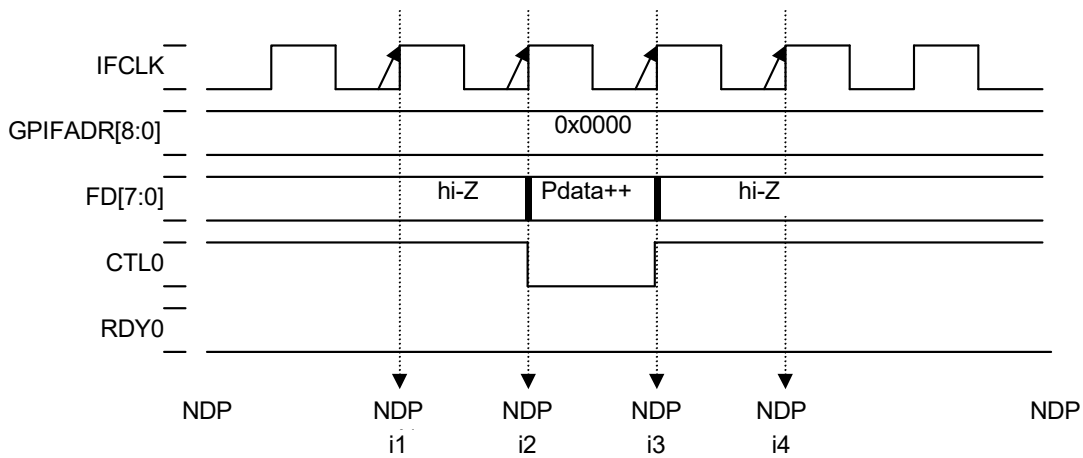 IFCLK
GPIFADR[8:0]
0x0000
FD[7:0]
hi-Z
Pdata++
hi-Z
CTL0
RDY0
NDP NDP NDP NDP NDP NDP
i1 i2 i3 i4